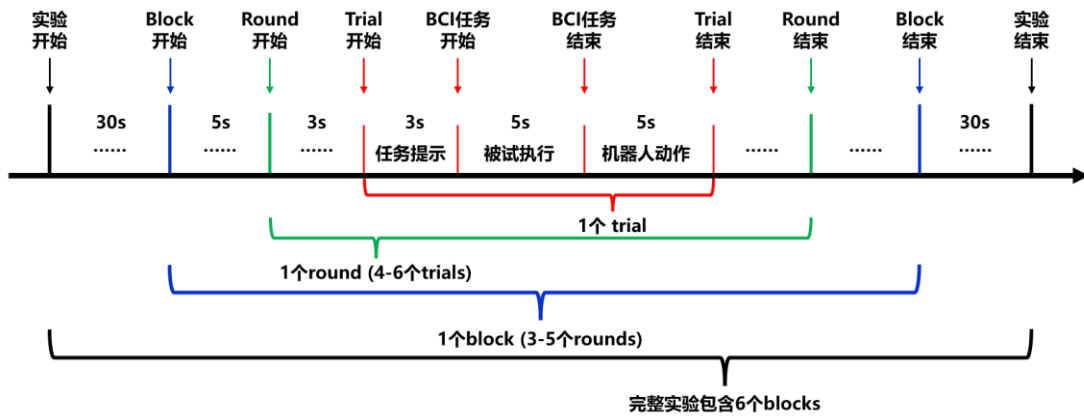 实验 Block Round Trial BCI任务 BCI任务 Trial Round Block 实验
开始 开始 开始 开始 开始 结束 结束 结束 结束 结束
30s 5s 3s 3s 5s 5s 30s
…… …… …… 任务提示 被试执行 机器人动作 …… …… ……
1个 trial
1个round (4-6个trials)
1个block (3-5个rounds)
完整实验包含6个blocks